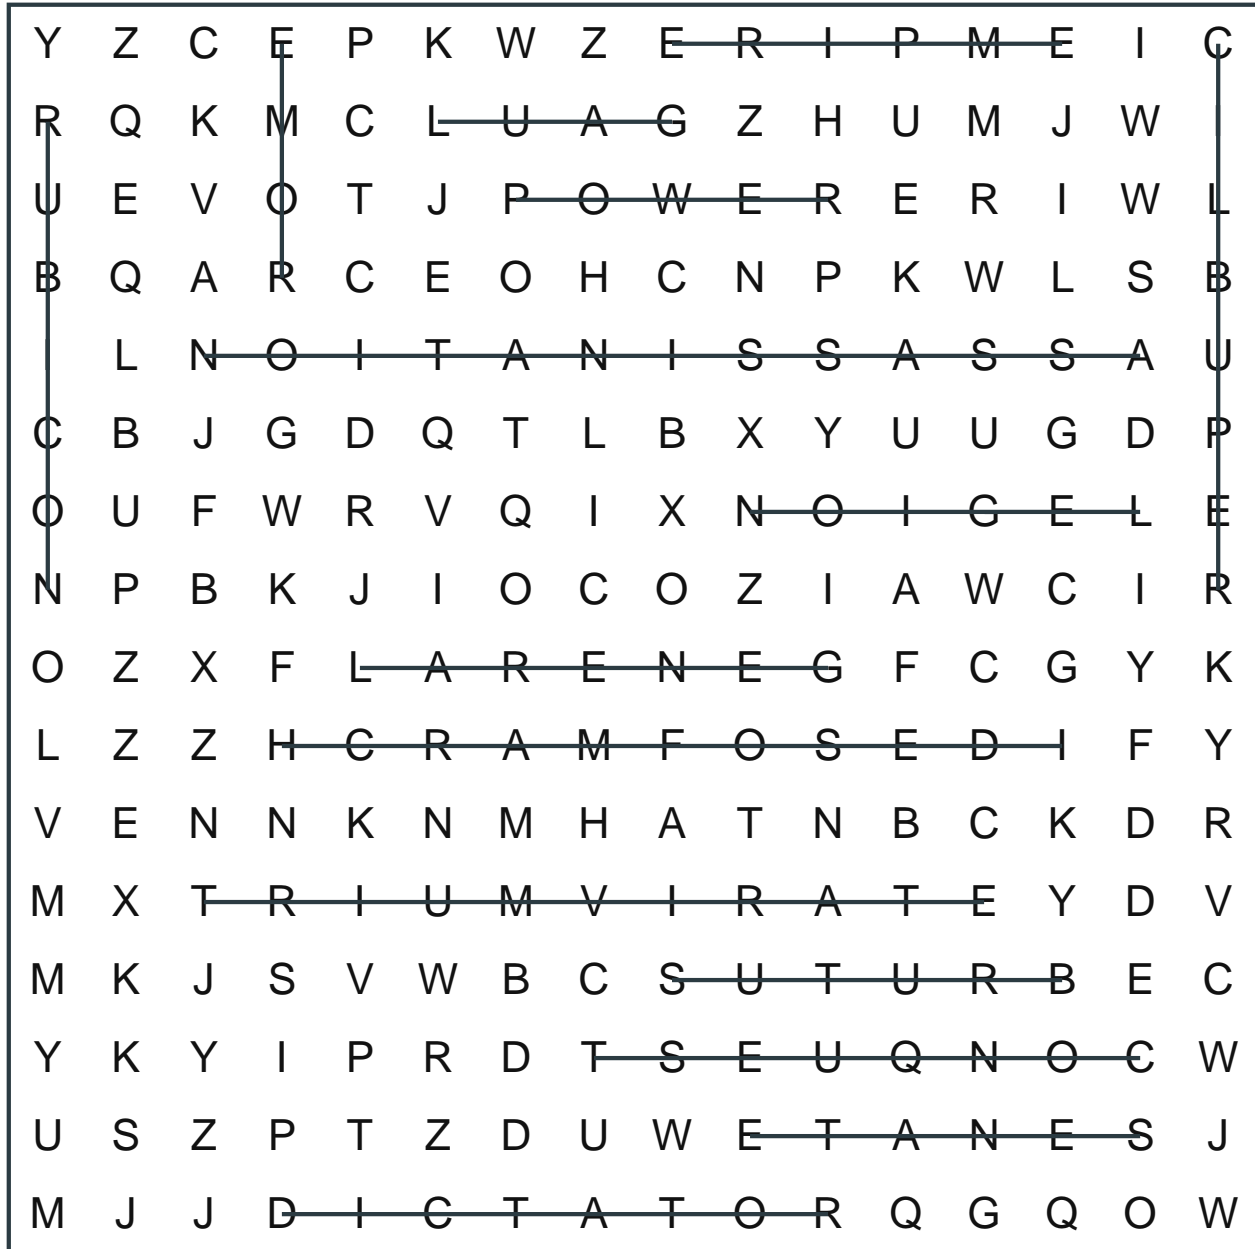 Y Z C E P K W Z E R I P M E I C
R Q K M C L U A G Z H U M J W I
U E V O T J P O W E R E R I W L
B Q A R C E O H C N P K W L S B
I L N O I T A N I S S A S S A U
C B J G D Q T L B X Y U U G D P
O U F W R V Q I X N O I G E L E
N P B K J I O C O Z I A W C I R
O Z X F L A R E N E G F C G Y K
L Z Z H C R A M F O S E D I F Y
V E N N K N M H A T N B C K D R
M X T R I U M V I R A T E Y D V
M K J S V W B C S U T U R B E C
Y K Y I P R D T S E U Q N O C W
U S Z P T Z D U W E T A N E S J
M J J D I C T A T O R Q G Q O W